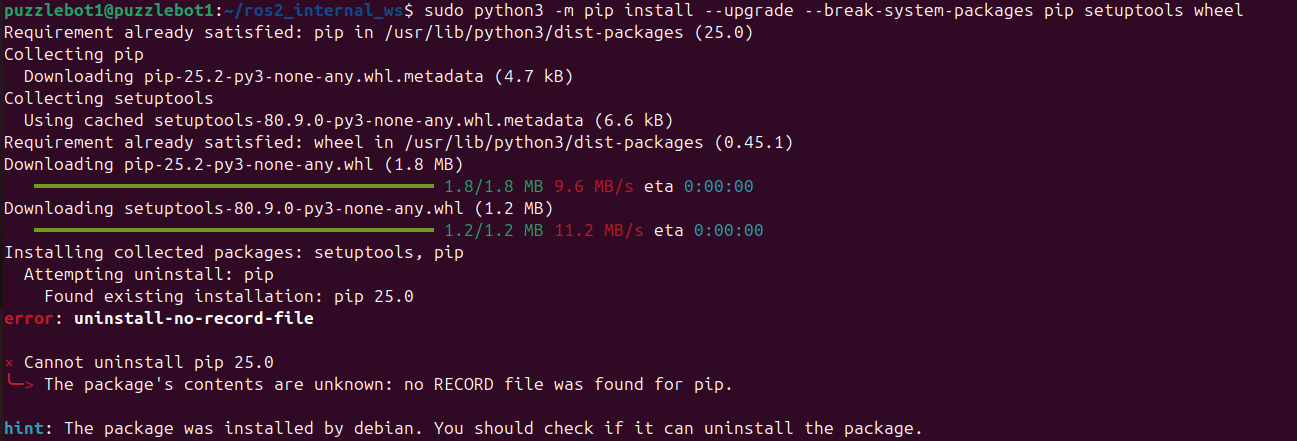 puzzlebot1@puzzlebot1:~/ros2_internal_ws$ sudo python3 -m pip install --upgrade --break-system-packages pip setuptools wheel
Requirement already satisfied: pip in /usr/lib/python3/dist-packages (25.0)
Collecting pip
  Downloading pip-25.2-py3-none-any.whl.metadata (4.7 kB)
Collecting setuptools
  Using cached setuptools-80.9.0-py3-none-any.whl.metadata (6.6 kB)
Requirement already satisfied: wheel in /usr/lib/python3/dist-packages (0.45.1)
Downloading pip-25.2-py3-none-any.whl (1.8 MB)
1.8/1.8 MB 9.6 MB/s eta 0:00:00
Downloading setuptools-80.9.0-py3-none-any.whl (1.2 MB)
1.2/1.2 MB 11.2 MB/s eta 0:00:00
Installing collected packages: setuptools, pip
  Attempting uninstall: pip
    Found existing installation: pip 25.0
error: uninstall-no-record-file
× Cannot uninstall pip 25.0
╰─> The package's contents are unknown: no RECORD file was found for pip.
hint: The package was installed by debian. You should check if it can uninstall the package.